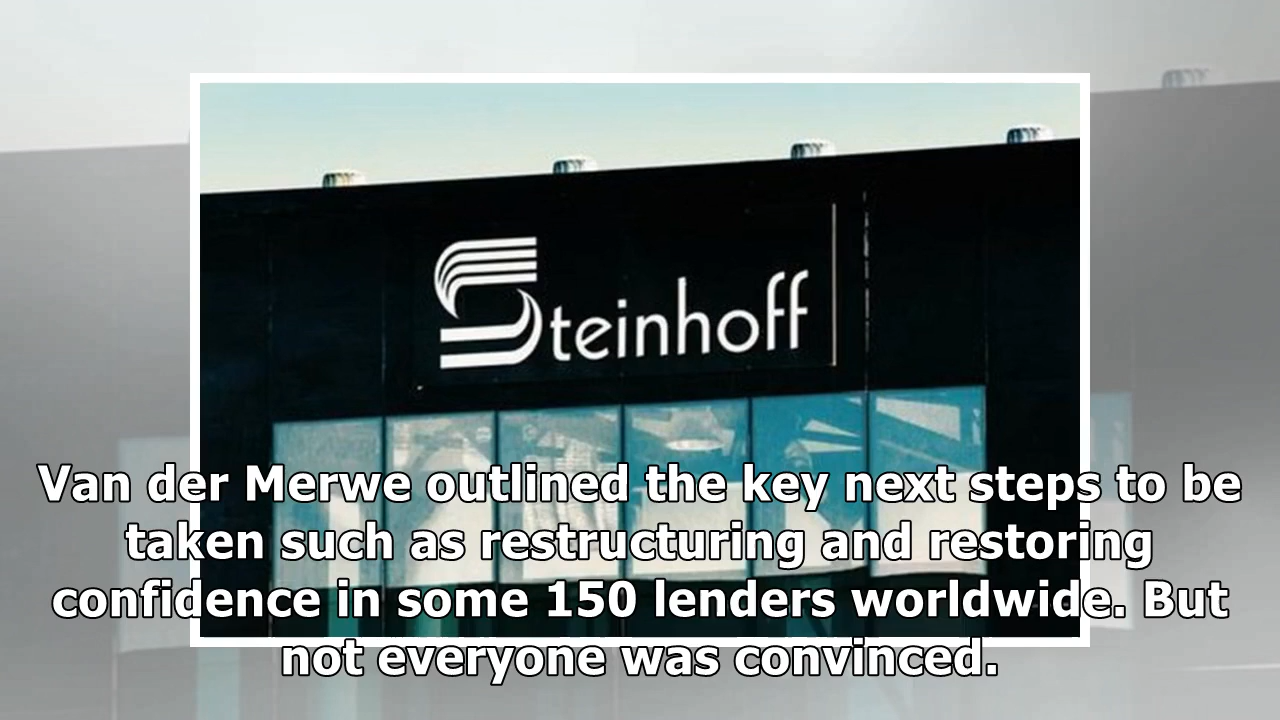 Steinhoff
Van der Merwe outlined the key next steps to be
taken such as restructuring and restoring
confidence in some 150 lenders worldwide. But
not everyone was convinced.